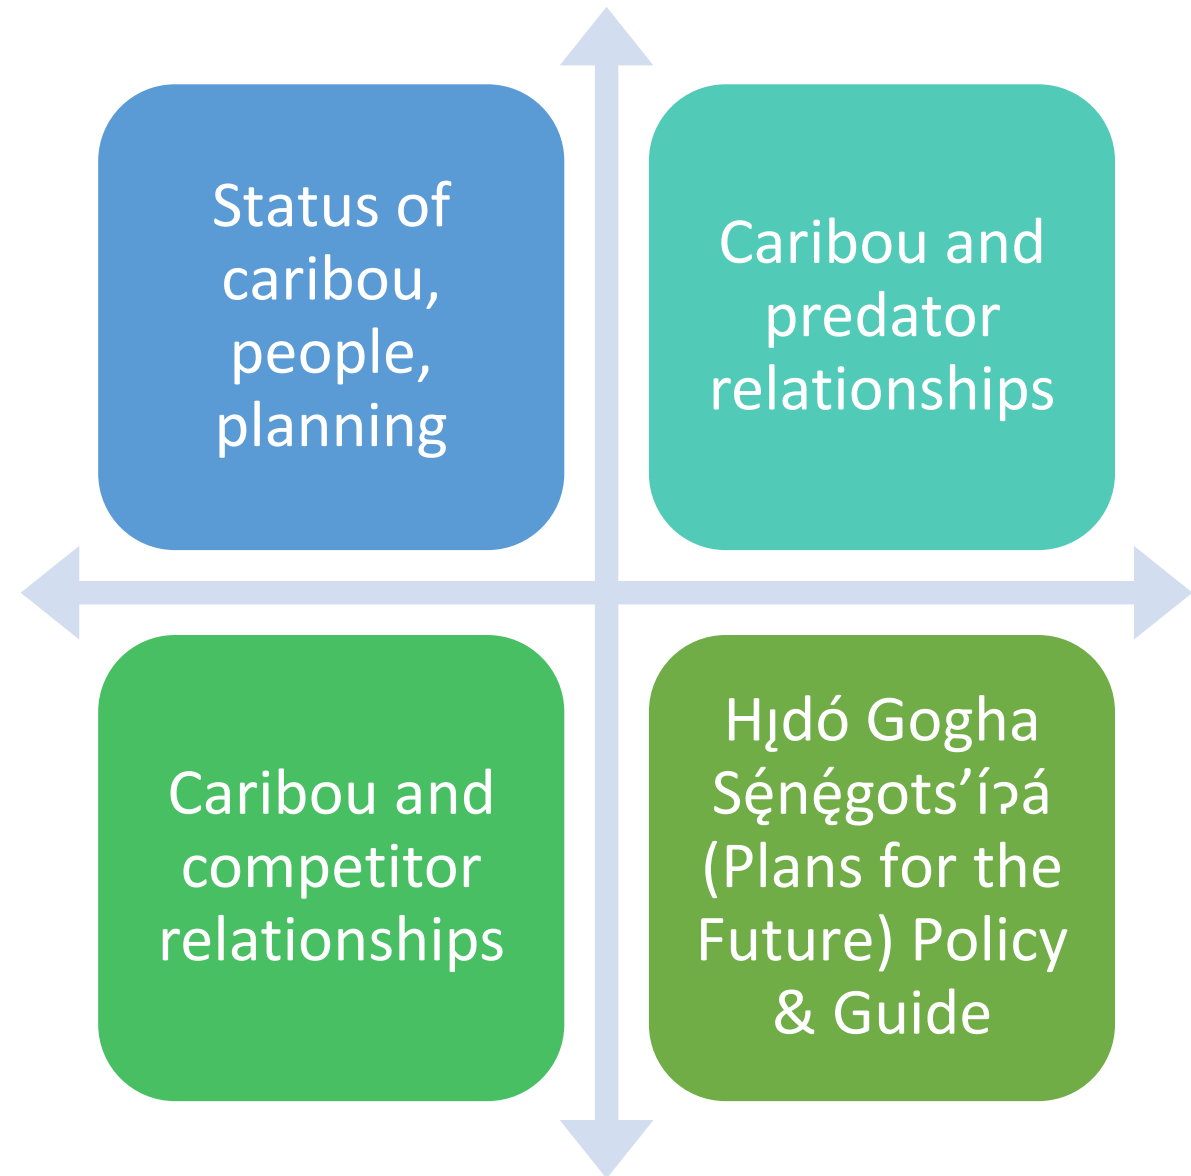 Status of
caribou,
people,
planning
Caribou and
predator
relationships
Caribou and
competitor
relationships
Hı̨dó Gogha
Sę́nę́gots’íɂá
(Plans for the
Future) Policy
& Guide